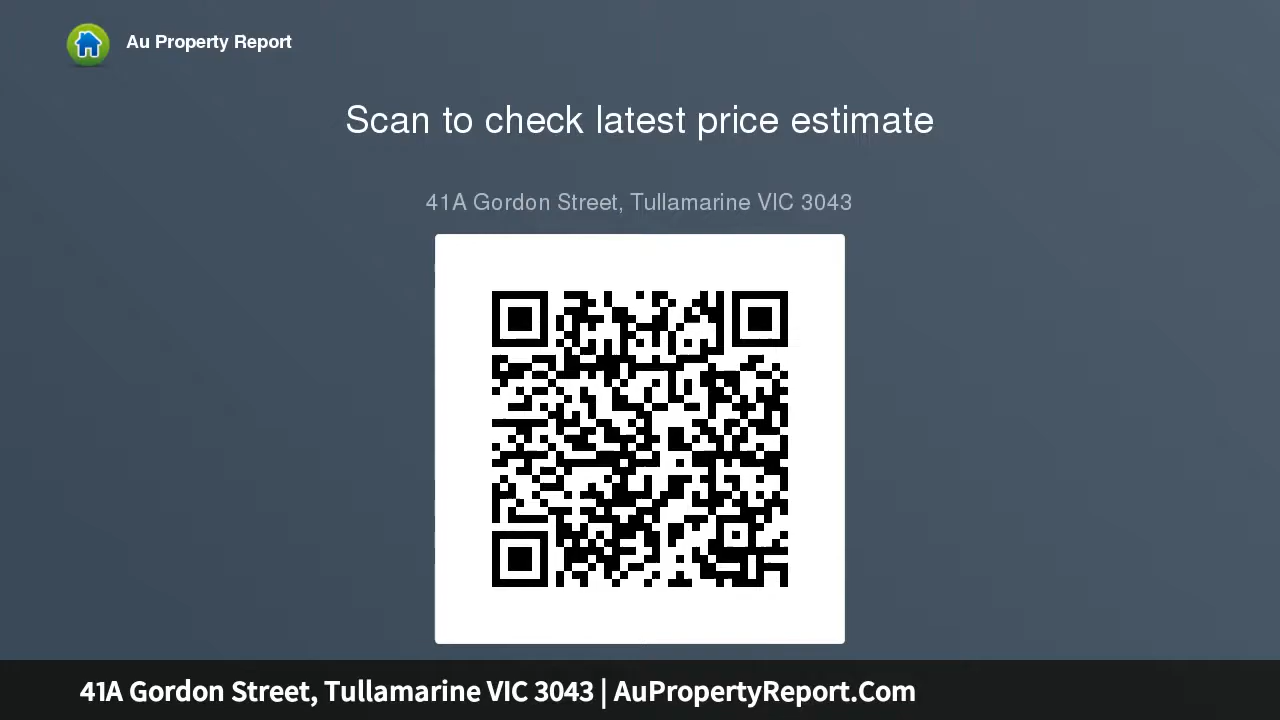 Au Property Report
Scan to check latest price estimate
41A Gordon Street, Tullamarine VIC 3043
41A Gordon Street, Tullamarine VIC 3043 | AuPropertyReport.Com